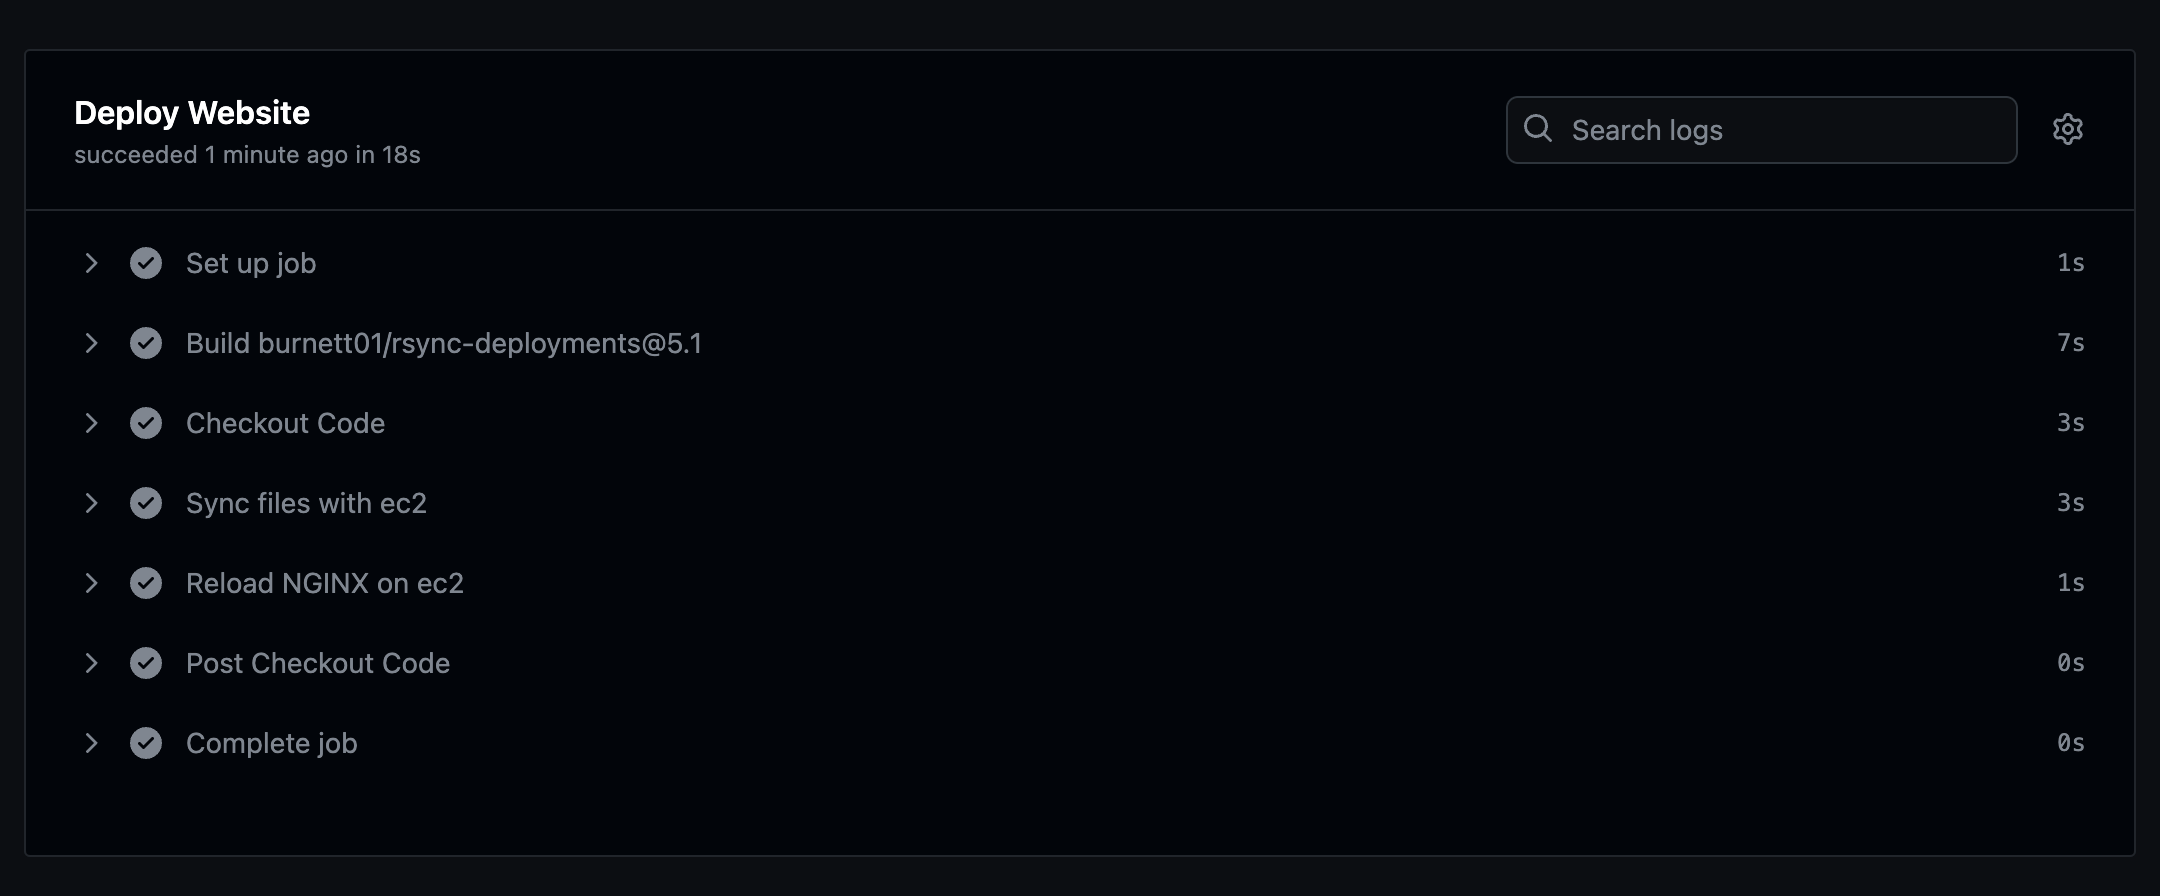 Deploy Website
succeeded 1 minute ago in 18s
Search logs
Set up job 1s
Build burnett01/rsync-deployments@5.1 7s
Checkout Code 3s
Sync files with ec2 3s
Reload NGINX on ec2 1s
Post Checkout Code 0s
Complete job 0s